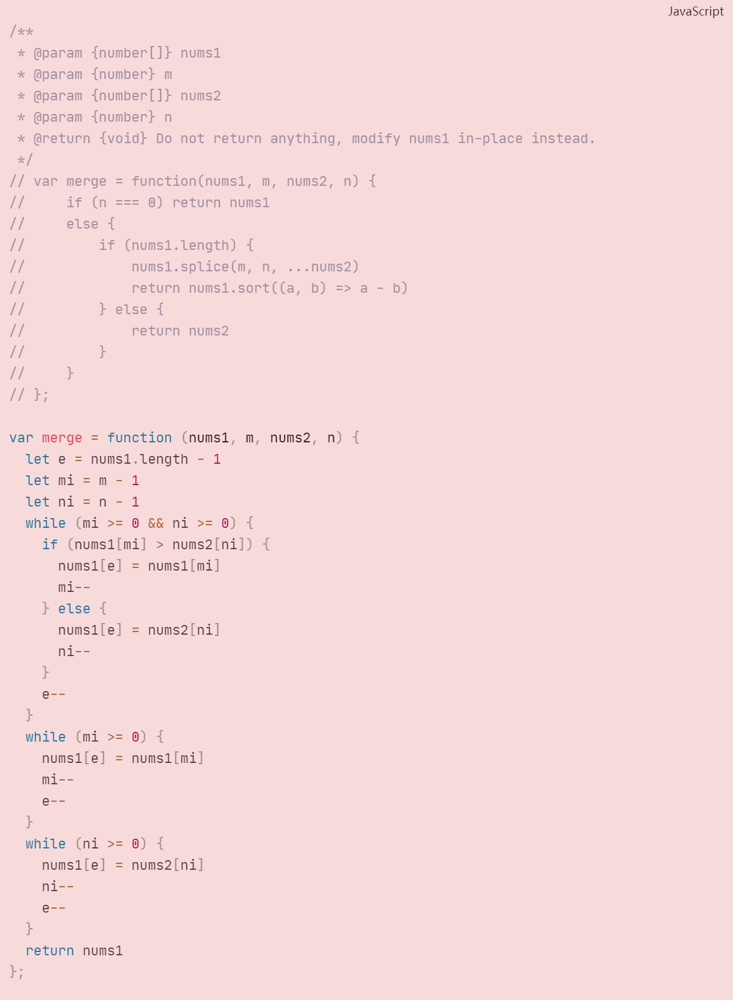 JavaScript
/**
 * @param {number[]} nums1
 * @param {number} m
 * @param {number[]} nums2
 * @param {number} n
 * @return {void} Do not return anything, modify nums1 in-place instead.
 */
// var merge = function(nums1, m, nums2, n) {
//     if (n === 0) return nums1
//     else {
//         if (nums1.length) {
//             nums1.splice(m, n, ...nums2)
//             return nums1.sort((a, b) => a - b)
//         } else {
//             return nums2
//         }
//     }
// };

var merge = function (nums1, m, nums2, n) {
  let e = nums1.length - 1
  let mi = m - 1
  let ni = n - 1
  while (mi >= 0 && ni >= 0) {
    if (nums1[mi] > nums2[ni]) {
      nums1[e] = nums1[mi]
      mi--
    } else {
      nums1[e] = nums2[ni]
      ni--
    }
    e--
  }
  while (mi >= 0) {
    nums1[e] = nums1[mi]
    mi--
    e--
  }
  while (ni >= 0) {
    nums1[e] = nums2[ni]
    ni--
    e--
  }
  return nums1
};